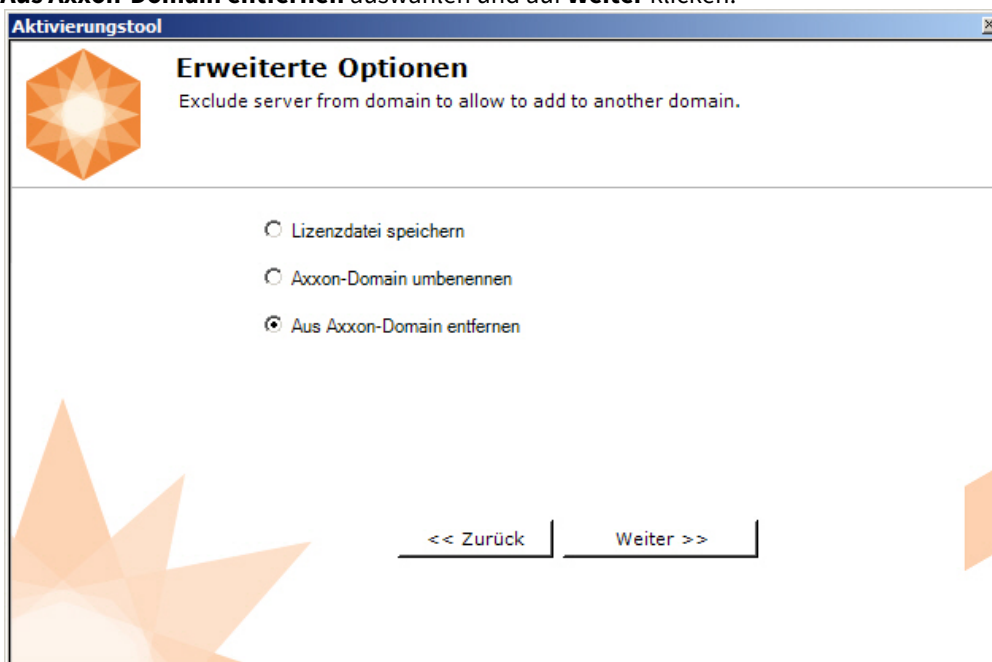 Aus Axxon-Domain entfernen auswählen und auf Weiter klicken.
Aktivierungstool
Erweiterte Optionen
Exclude server from domain to allow to add to another domain.
Lizenzdatei speichern
Axxon-Domain umbenennen
Aus Axxon-Domain entfernen
<< Zurück
Weiter >>